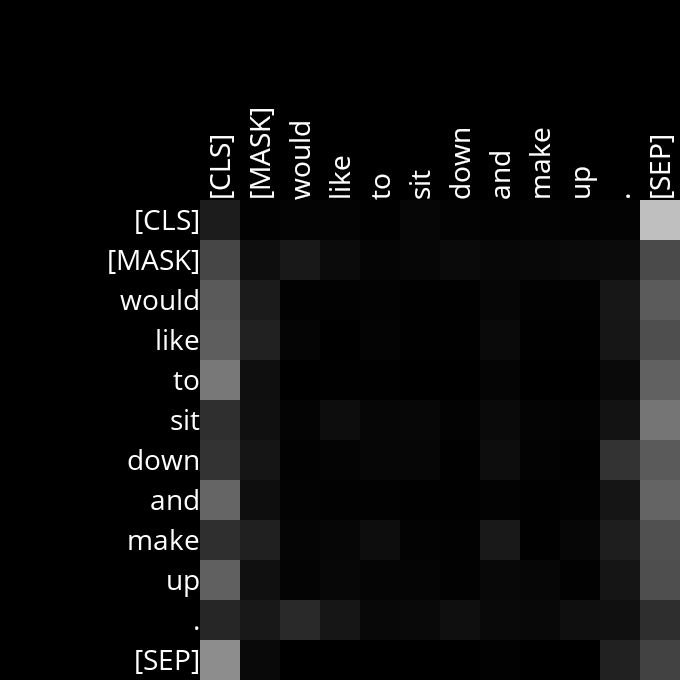 [CLS] [MASK] would like to sit down and make up . [SEP]
[CLS]
[MASK]
would
like
to
sit
down
and
make
up
.
[SEP]